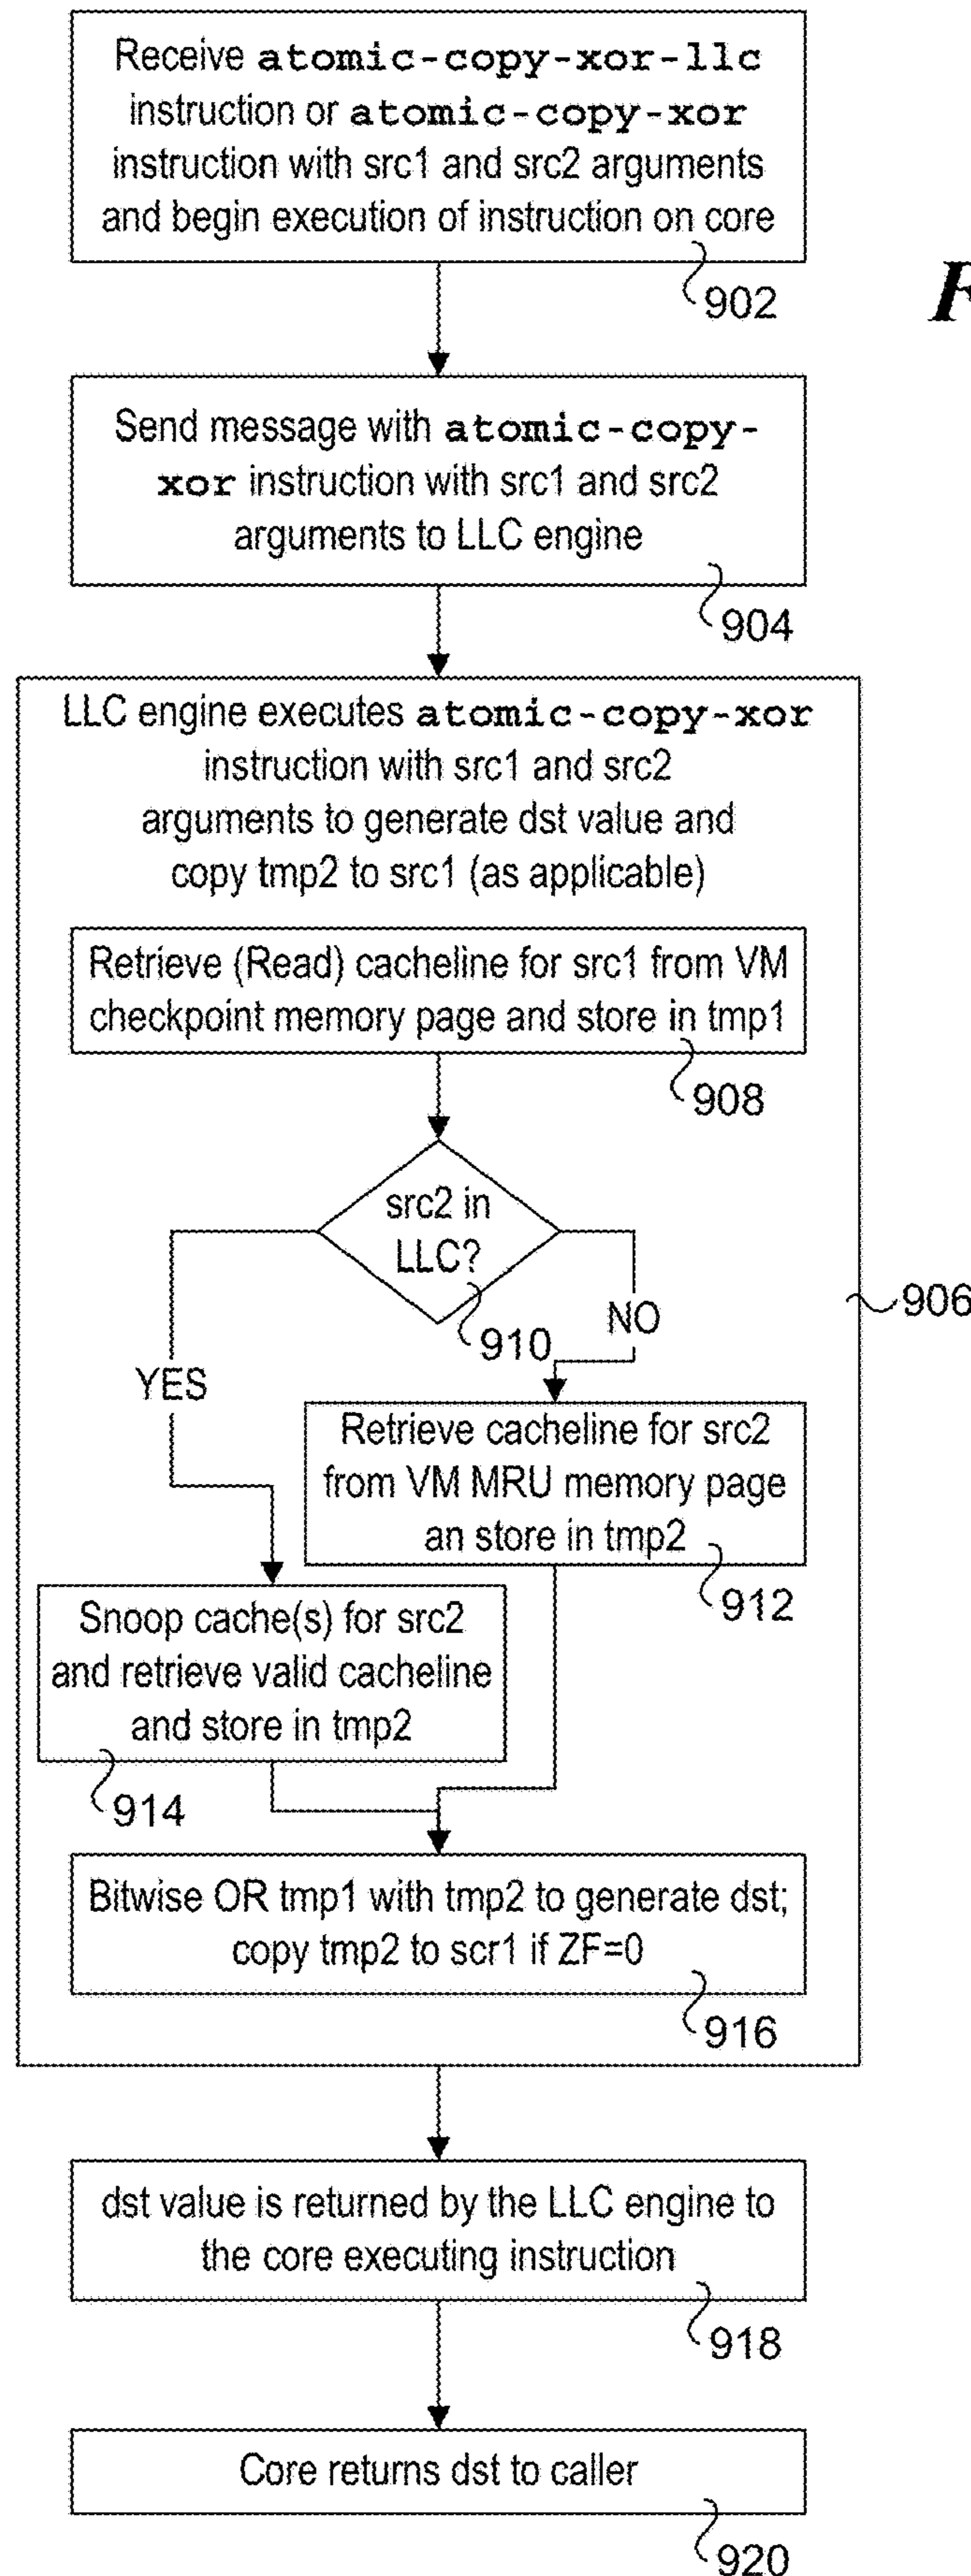 Receive atomic-copy-xor-llc
instruction or atomic-copy-xor
instruction with src1 and src2 arguments
and begin execution of instruction on core
902
F
Send message with atomic-copy-
xor instruction with src1 and src2
arguments to LLC engine
904
LLC engine executes atomic-copy-xor
instruction with src1 and src2
arguments to generate dst value and
copy tmp2 to src1 (as applicable)
Retrieve (Read) cacheline for src1 from VM
checkpoint memory page and store in tmp1
908
src2 in
LLC?
906
910
NO
YES
Retrieve cacheline for src2
from VM MRU memory page
an store in tmp2
912
Snoop cache(s) for src2
and retrieve valid cacheline
and store in tmp2
914
Bitwise OR tmp1 with tmp2 to generate dst;
copy tmp2 to scr1 if ZF=0
916
dst value is returned by the LLC engine to
the core executing instruction
918
Core returns dst to caller
920